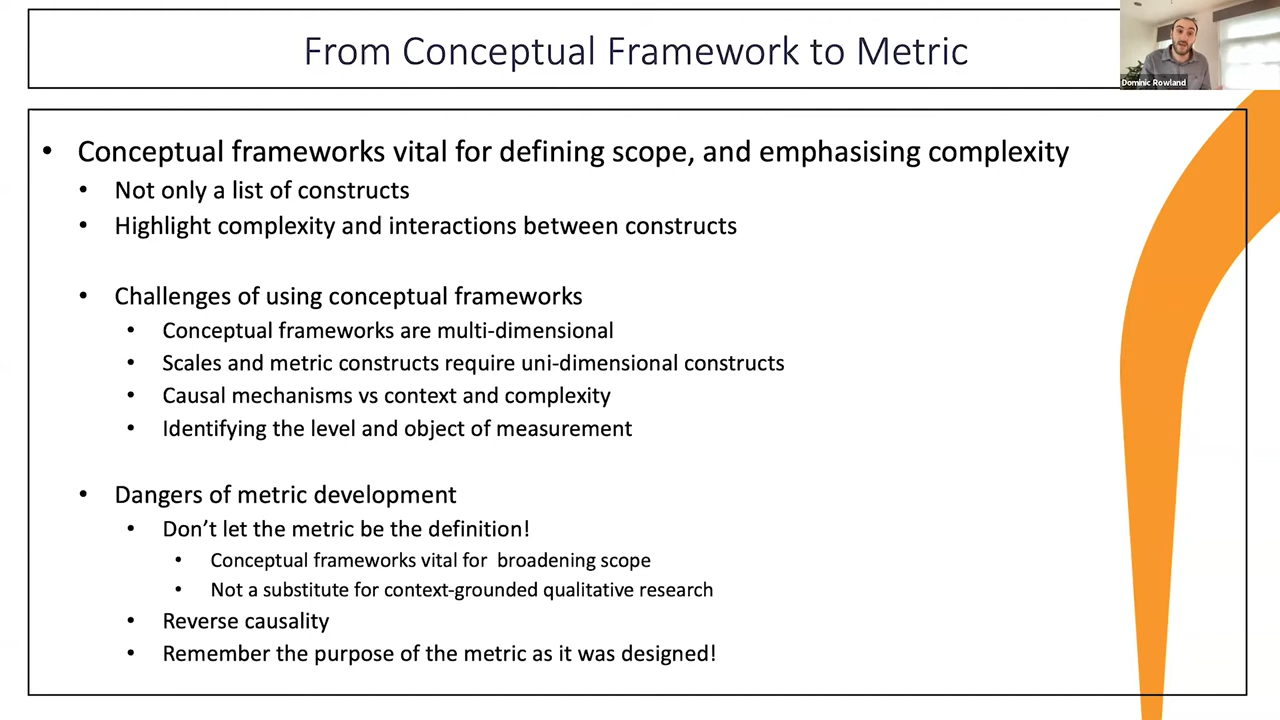 From Conceptual Framework to Metric
Dominic Rowland
• Conceptual frameworks vital for defining scope, and emphasising complexity
• Not only a list of constructs
• Highlight complexity and interactions between constructs
• Challenges of using conceptual frameworks
• Conceptual frameworks are multi-dimensional
• Scales and metric constructs require uni-dimensional constructs
• Causal mechanisms vs context and complexity
• Identifying the level and object of measurement
• Dangers of metric development
• Don’t let the metric be the definition!
• Conceptual frameworks vital for  broadening scope
• Not a substitute for context-grounded qualitative research
• Reverse causality
• Remember the purpose of the metric as it was designed!